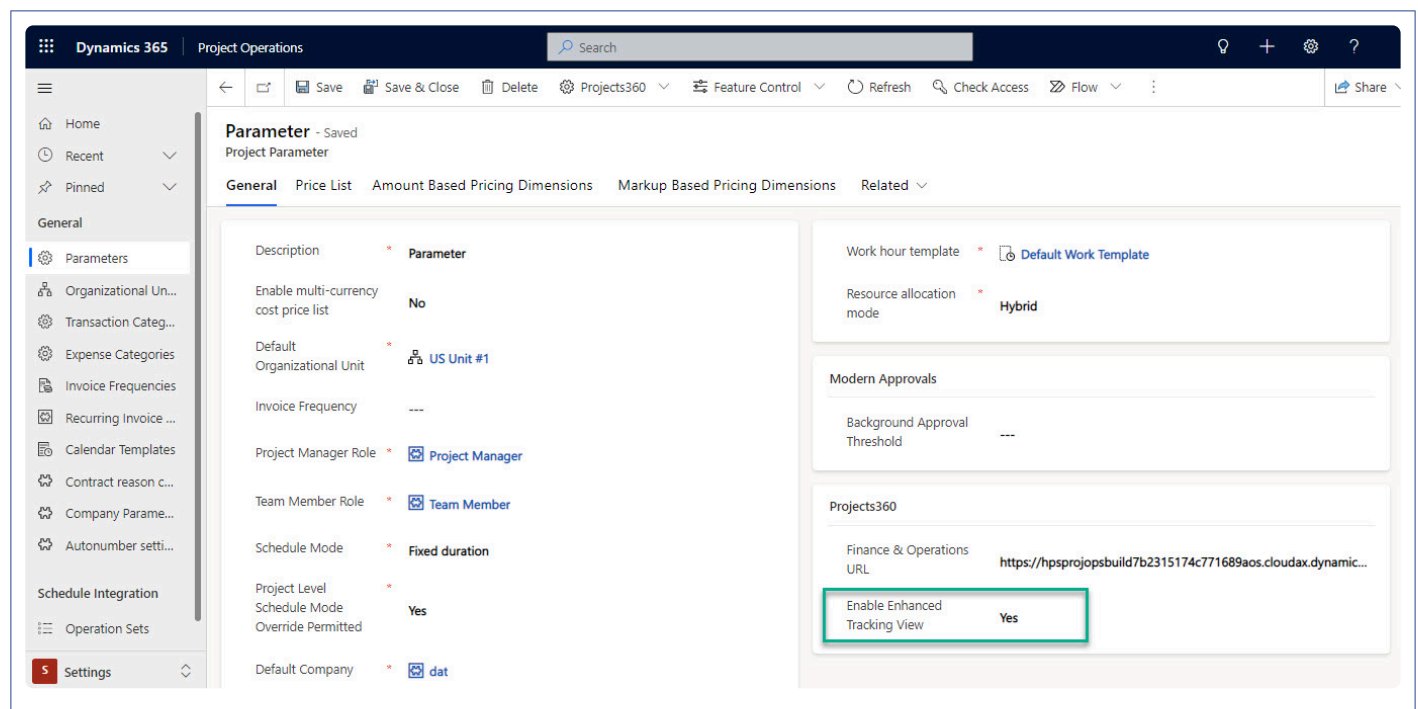 Dynamics 365
Project Operations
Search
?
Save
Save & Close
Delete
Projects360
Feature Control
Refresh
Check Access
Flow
Share
Home
Recent
Pinned
General
Parameters
Organizational Un...
Transaction Categ...
Expense Categories
Invoice Frequencies
Recurring Invoice ...
Calendar Templates
Contract reason c...
Company Parame...
Autonumber setti...
Schedule Integration
Operation Sets
S Settings
Parameter - Saved
Project Parameter
General Price List Amount Based Pricing Dimensions Markup Based Pricing Dimensions Related
Description * Parameter
Enable multi-currency
cost price list
No
Default *
Organizational Unit
US Unit #1
Invoice Frequency ---
Project Manager Role * Project Manager
Team Member Role * Team Member
Schedule Mode * Fixed duration
Project Level *
Schedule Mode
Override Permitted
Yes
Default Company * dat
Work hour template * Default Work Template
Resource allocation *
mode
Hybrid
Modern Approvals
Background Approval
Threshold
---
Projects360
Finance & Operations
URL
https://hpsprojopsbuild7b2315174c771689aos.cloudax.dynamic...
Enable Enhanced
Tracking View
Yes